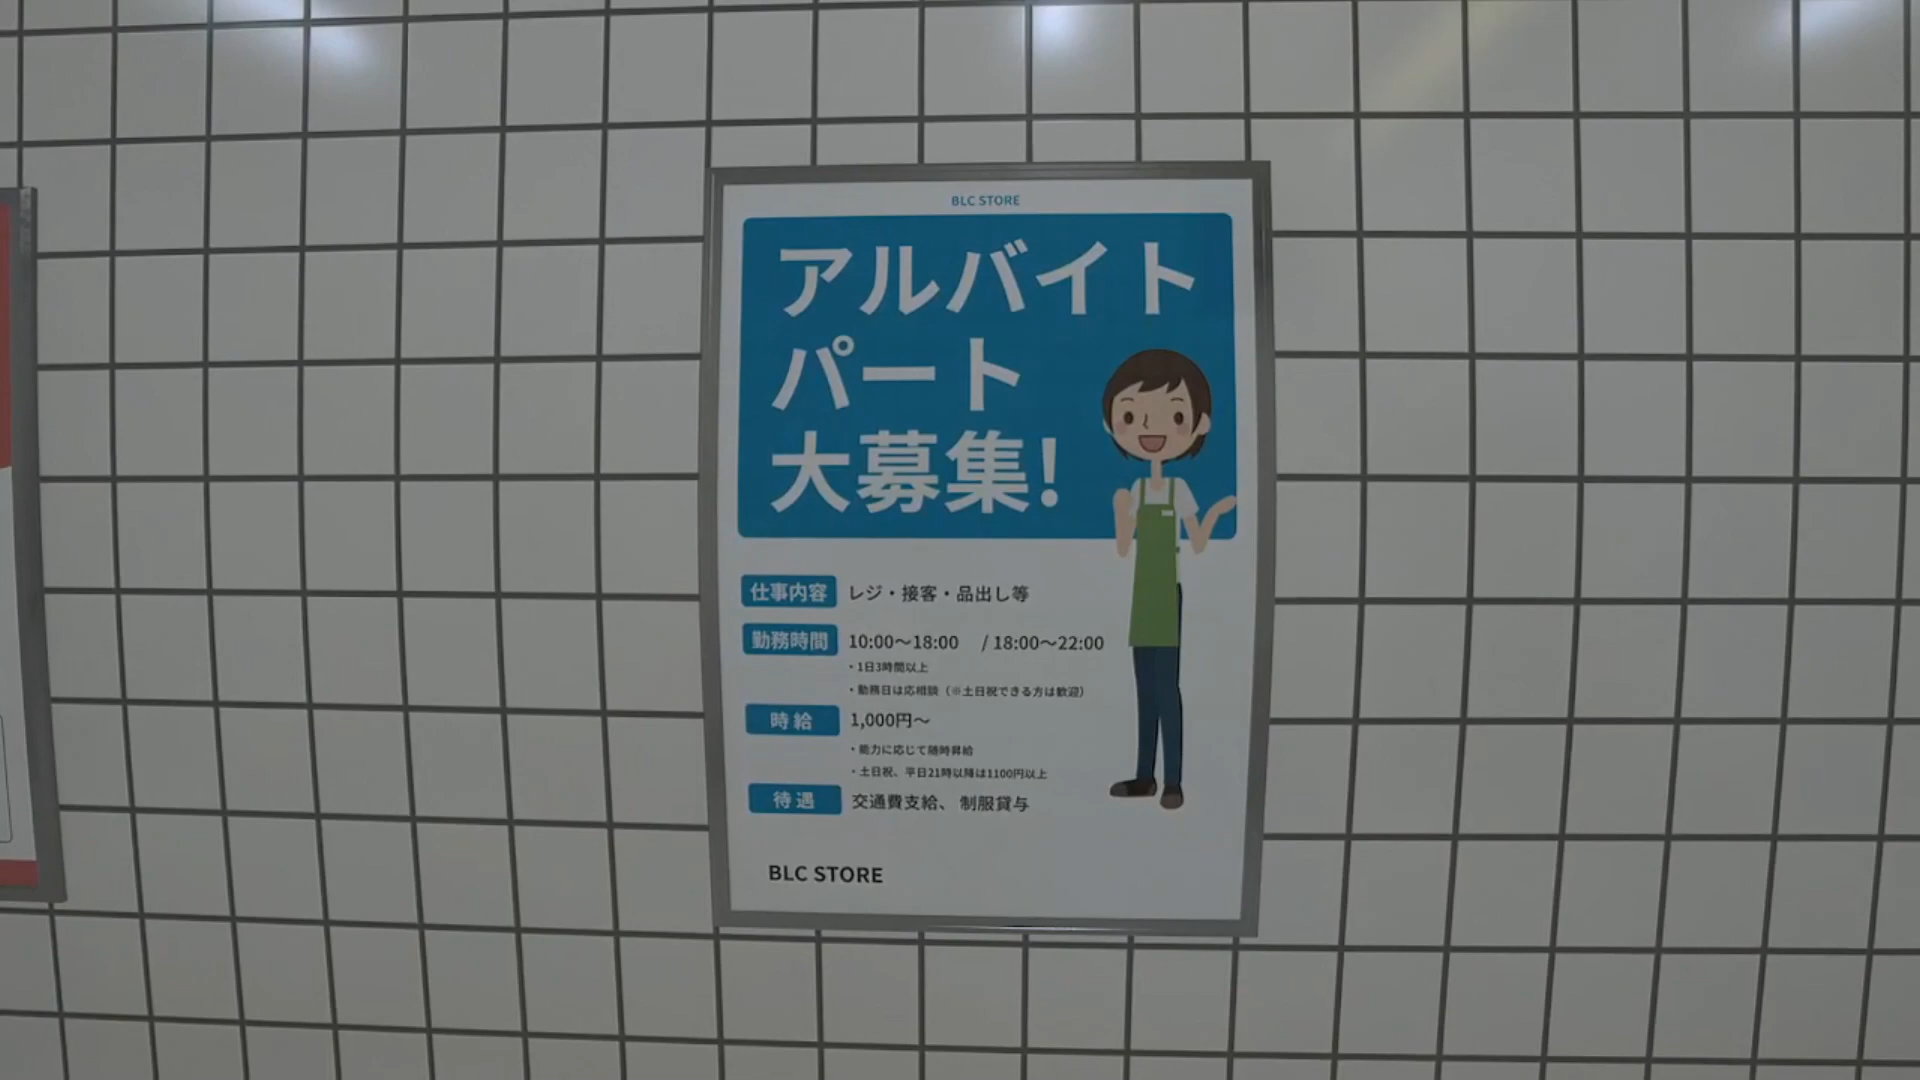 BLC STORE
アルバイト
パート
大募集!
仕事内容 レジ・接客・品出し等
勤務時間 10:00〜18:00 / 18:00〜22:00
・1日3時間以上
・勤務日は応相談（※土日祝できる方は歓迎）
時給 1,000円〜
・能力に応じて随時昇給
・土日祝、平日21時以降は1100円以上
待遇 交通費支給、 制服貸与
BLC STORE